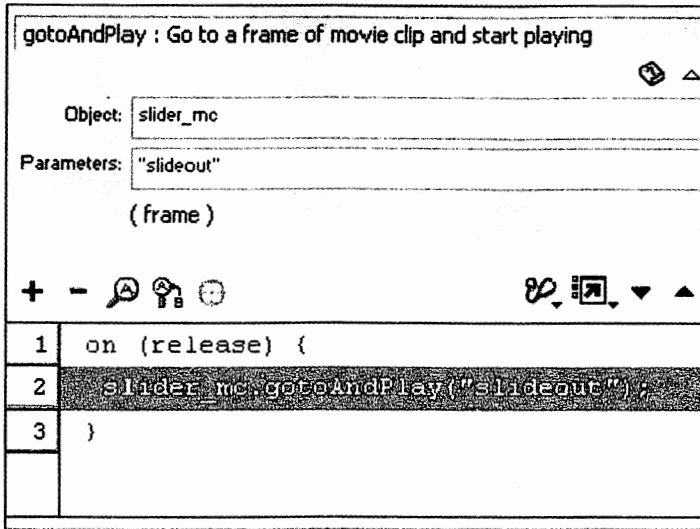 gotoAndPlay : Go to a frame of movie clip and start playing
Object: slider_mc
Parameters: "slideout"
( frame )
1 on (release) {
2 slider_mc.gotoAndPlay("slideout");
3 }